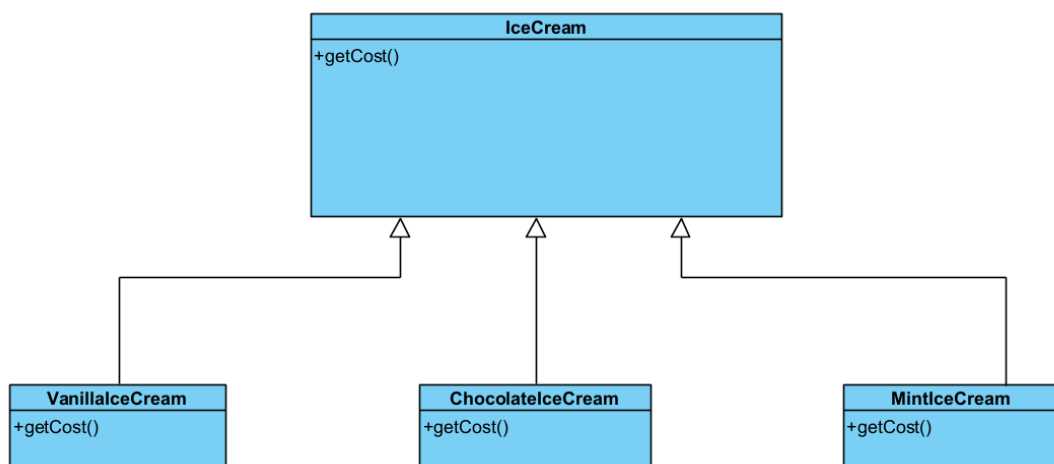 IceCream
+getCost()
VanillaIceCream
ChocolateIceCream
MintIceCream
+getCost()
+getCost()
+getCost()